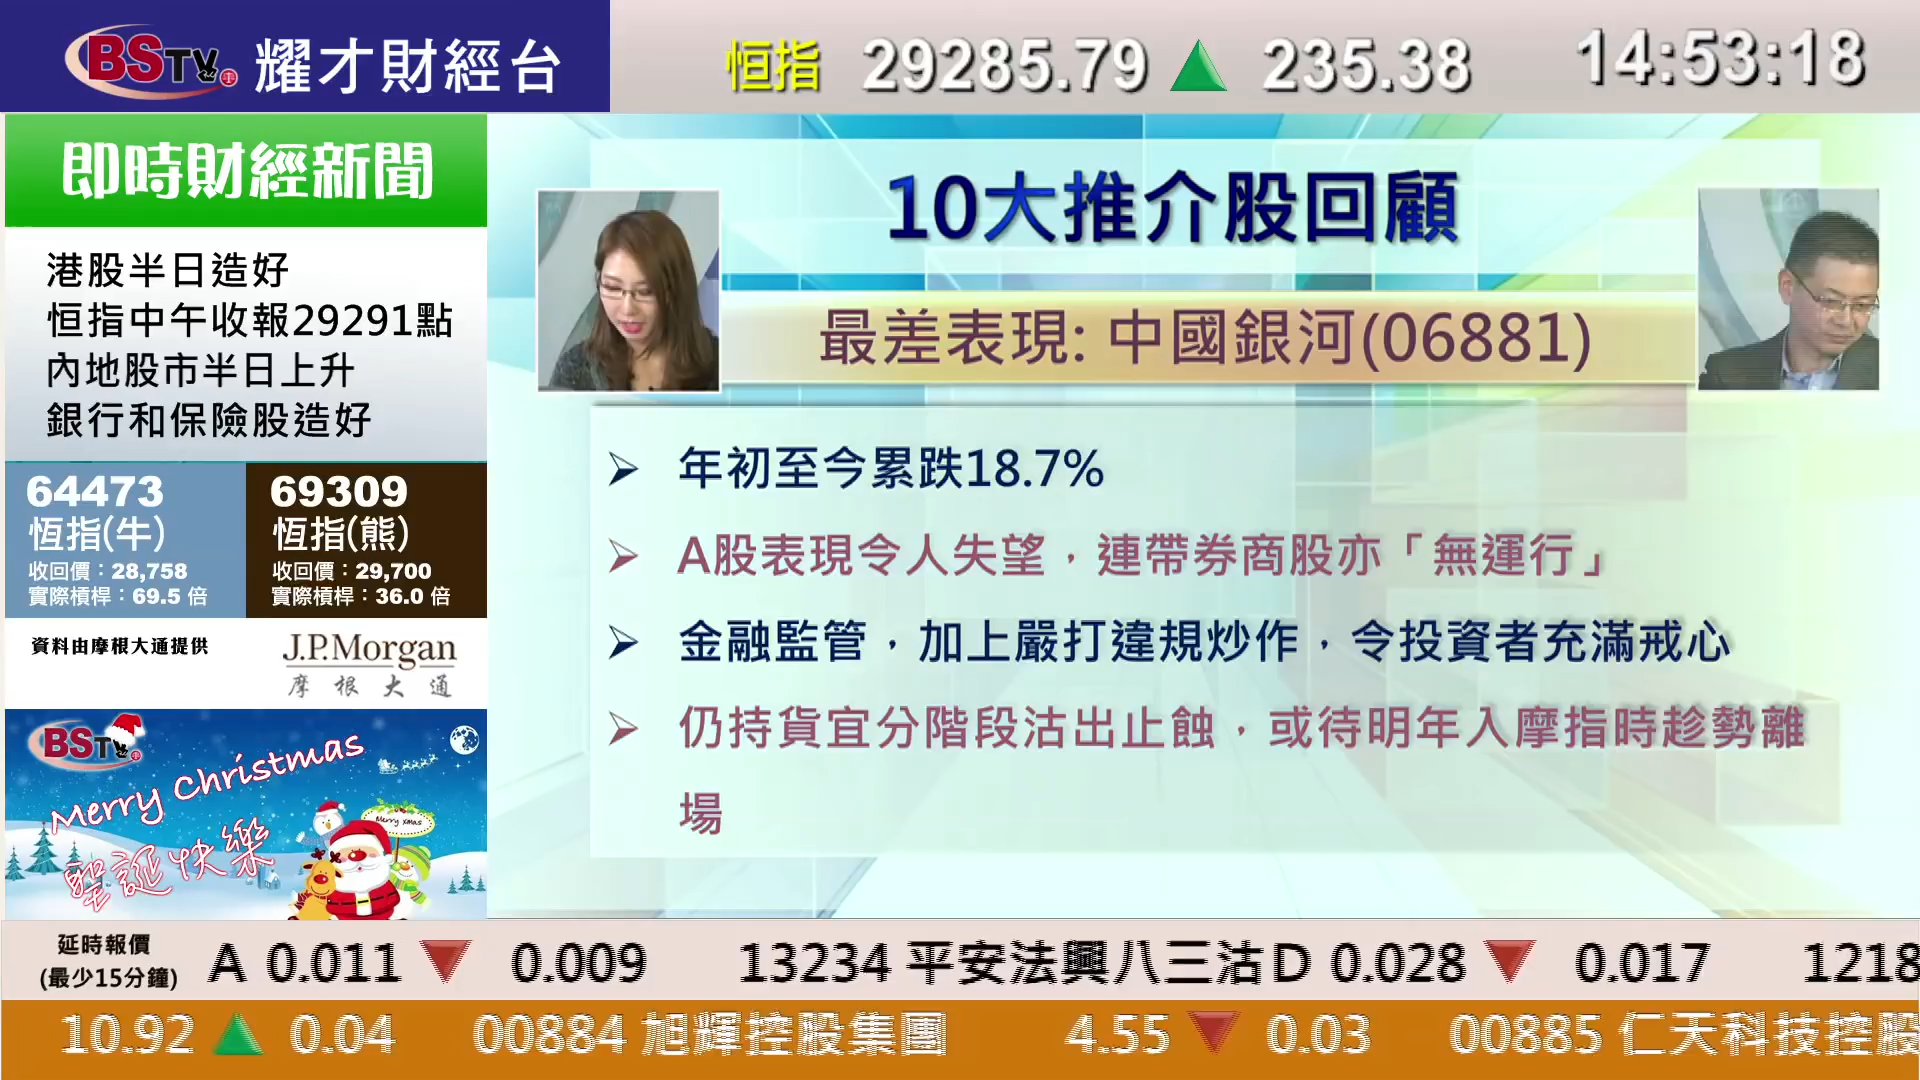 BSTV 耀才財經台
恒指 29285.79 ▲ 235.38 14:53:18
即時財經新聞
港股半日造好
恒指中午收報29291點
內地股市半日上升
銀行和保險股造好
64473
恆指(牛)
收回價：28,758
實際槓桿：69.5 倍
69309
恆指(熊)
收回價：29,700
實際槓桿：36.0 倍
資料由摩根大通提供
J.P.Morgan
摩根大通
BSTV
Merry Christmas
Merry Xmas
聖誕快樂
10大推介股回顧
最差表現: 中國銀河(06881)
➢ 年初至今累跌18.7%
➢ A股表現令人失望，連帶券商股亦「無運行」
➢ 金融監管，加上嚴打違規炒作，令投資者充滿戒心
➢ 仍持貨宜分階段沽出止蝕，或待明年入摩指時趁勢離
場
延時報價
(最少15分鐘)
A 0.011 ▼ 0.009 13234 平安法興八三沽D 0.028 ▼ 0.017 1218
10.92 ▲ 0.04 00884 旭輝控股集團 4.55 ▼ 0.03 00885 仁天科技控股